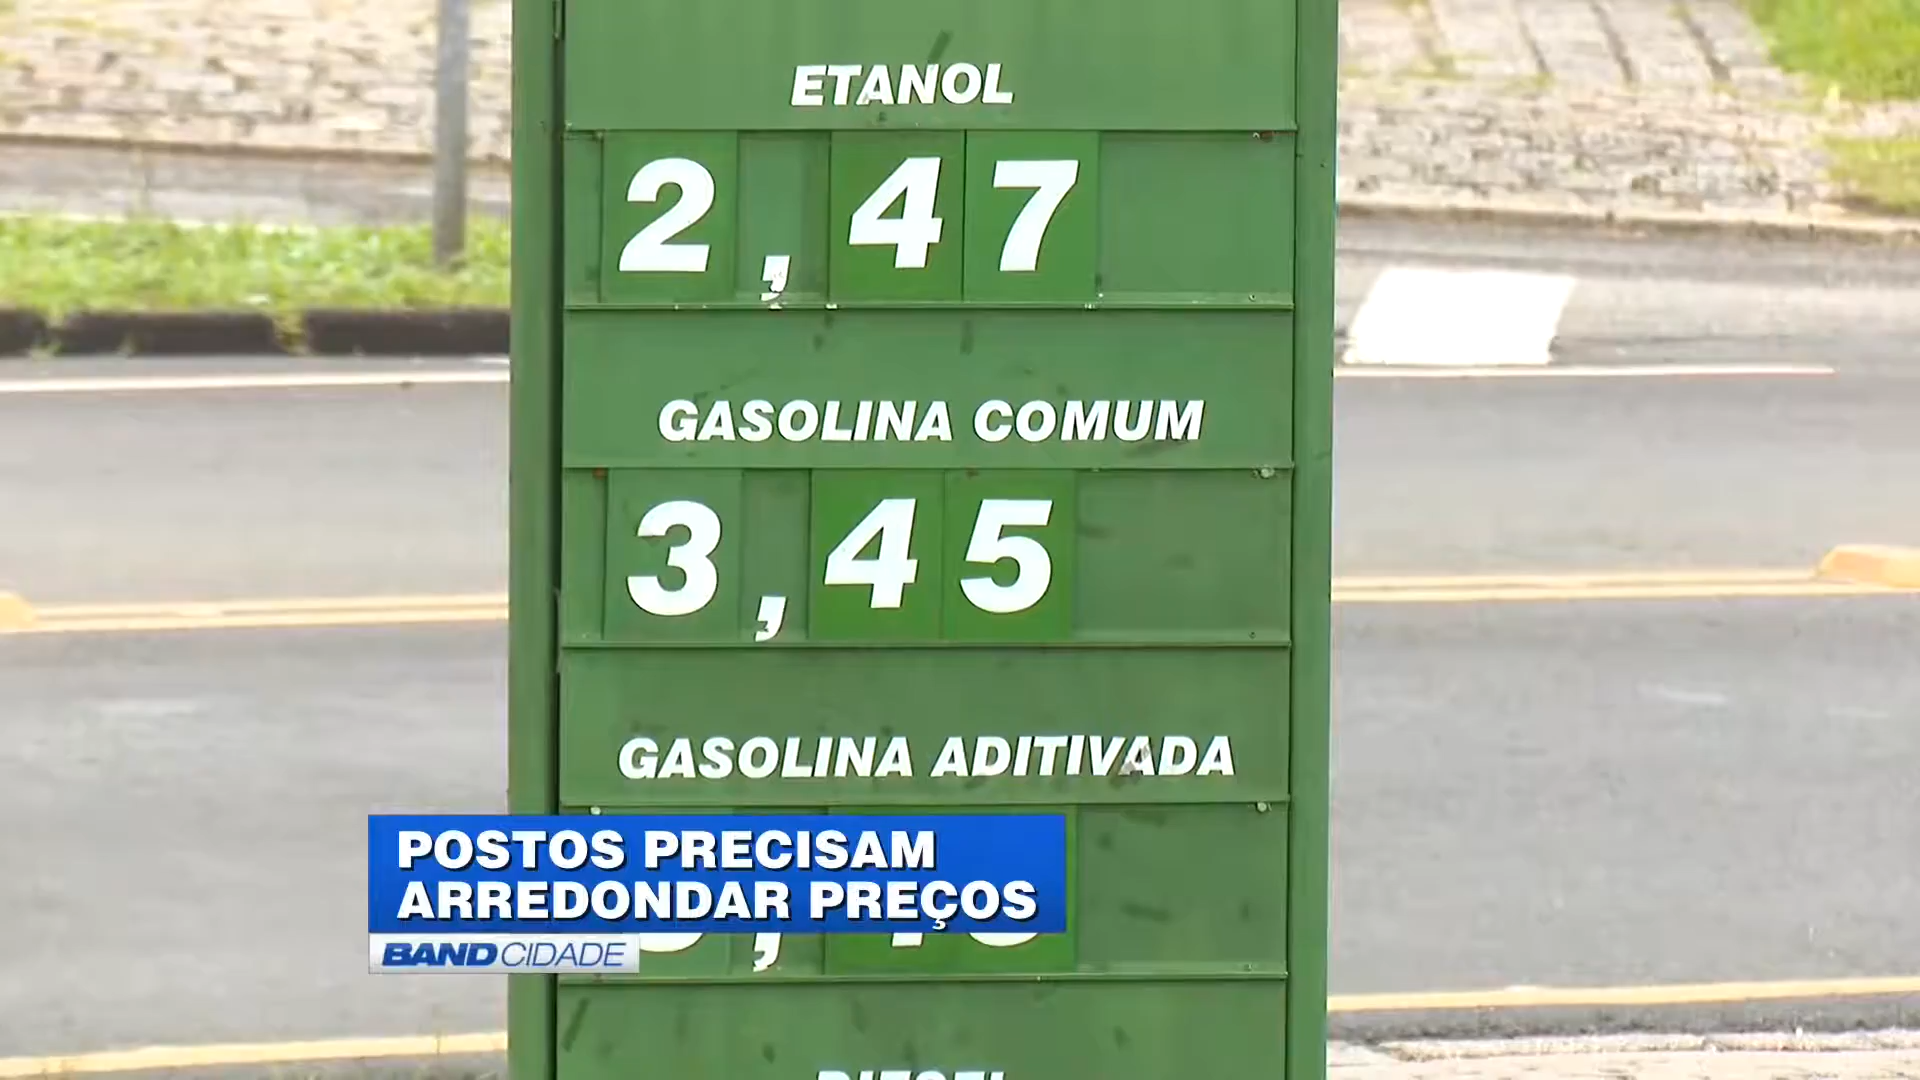 ETANOL
2,47
GASOLINA COMUM
3,45
GASOLINA ADITIVADA
POSTOS PRECISAM
ARREDONDAR PREÇOS
BAND CIDADE